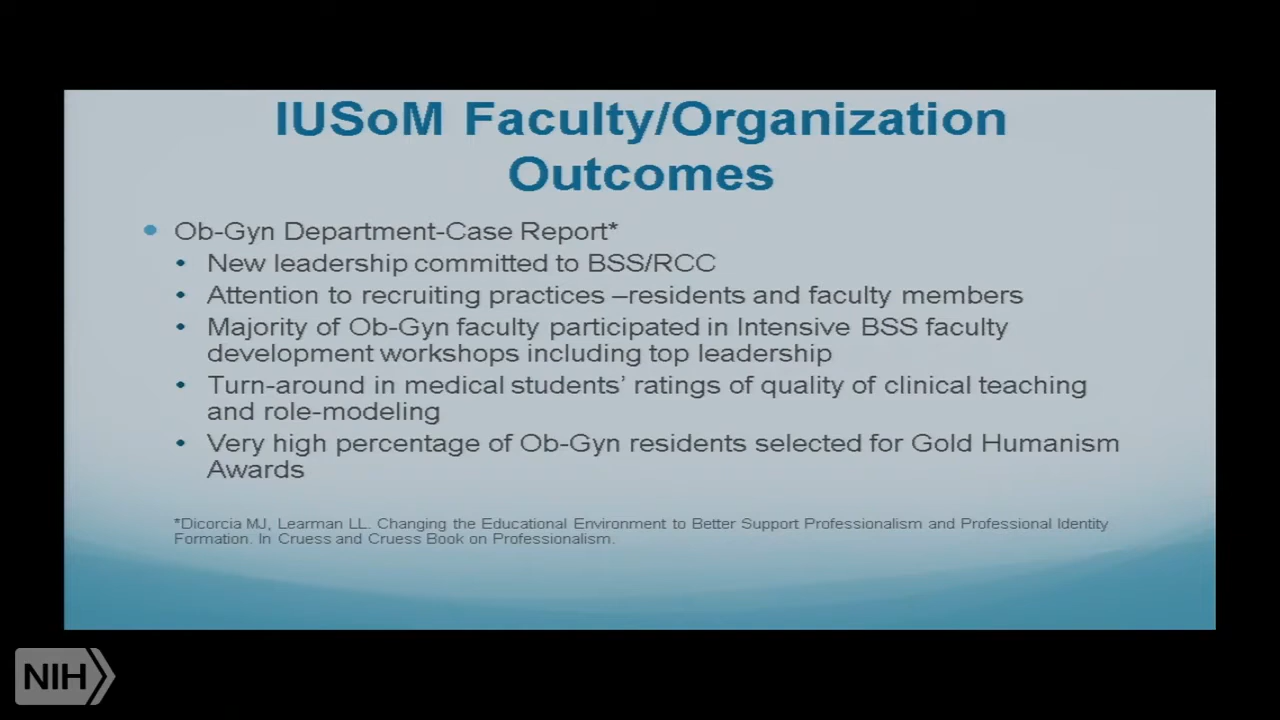 IUSoM Faculty/Organization
Outcomes
• Ob-Gyn Department-Case Report*
• New leadership committed to BSS/RCC
• Attention to recruiting practices –residents and faculty members
• Majority of Ob-Gyn faculty participated in Intensive BSS faculty
development workshops including top leadership
• Turn-around in medical students' ratings of quality of clinical teaching
and role-modeling
• Very high percentage of Ob-Gyn residents selected for Gold Humanism
Awards
*Dicorcia MJ, Learman LL. Changing the Educational Environment to Better Support Professionalism and Professional Identity
Formation. In Cruess and Cruess Book on Professionalism.
NIH